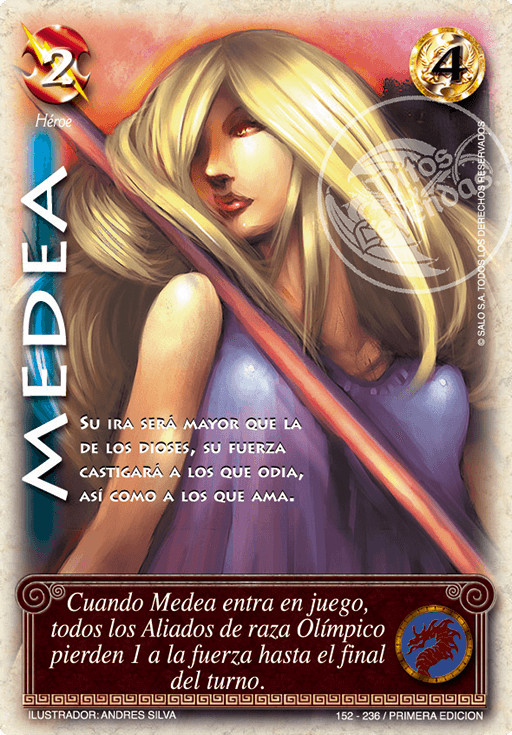 2
4
Héroe
MEDEA
SU IRA SERÁ MAYOR QUE LA
DE LOS DIOSES, SU FUERZA
CASTIGARÁ A LOS QUE ODIA,
ASÍ COMO A LOS QUE AMA.
© SALO S.A. TODOS LOS DERECHOS RESERVADOS
Cuando Medea entra en juego,
todos los Aliados de raza Olímpico
pierden 1 a la fuerza hasta el final
del turno.
ILUSTRADOR: ANDRES SILVA
152 - 236 / PRIMERA EDICION